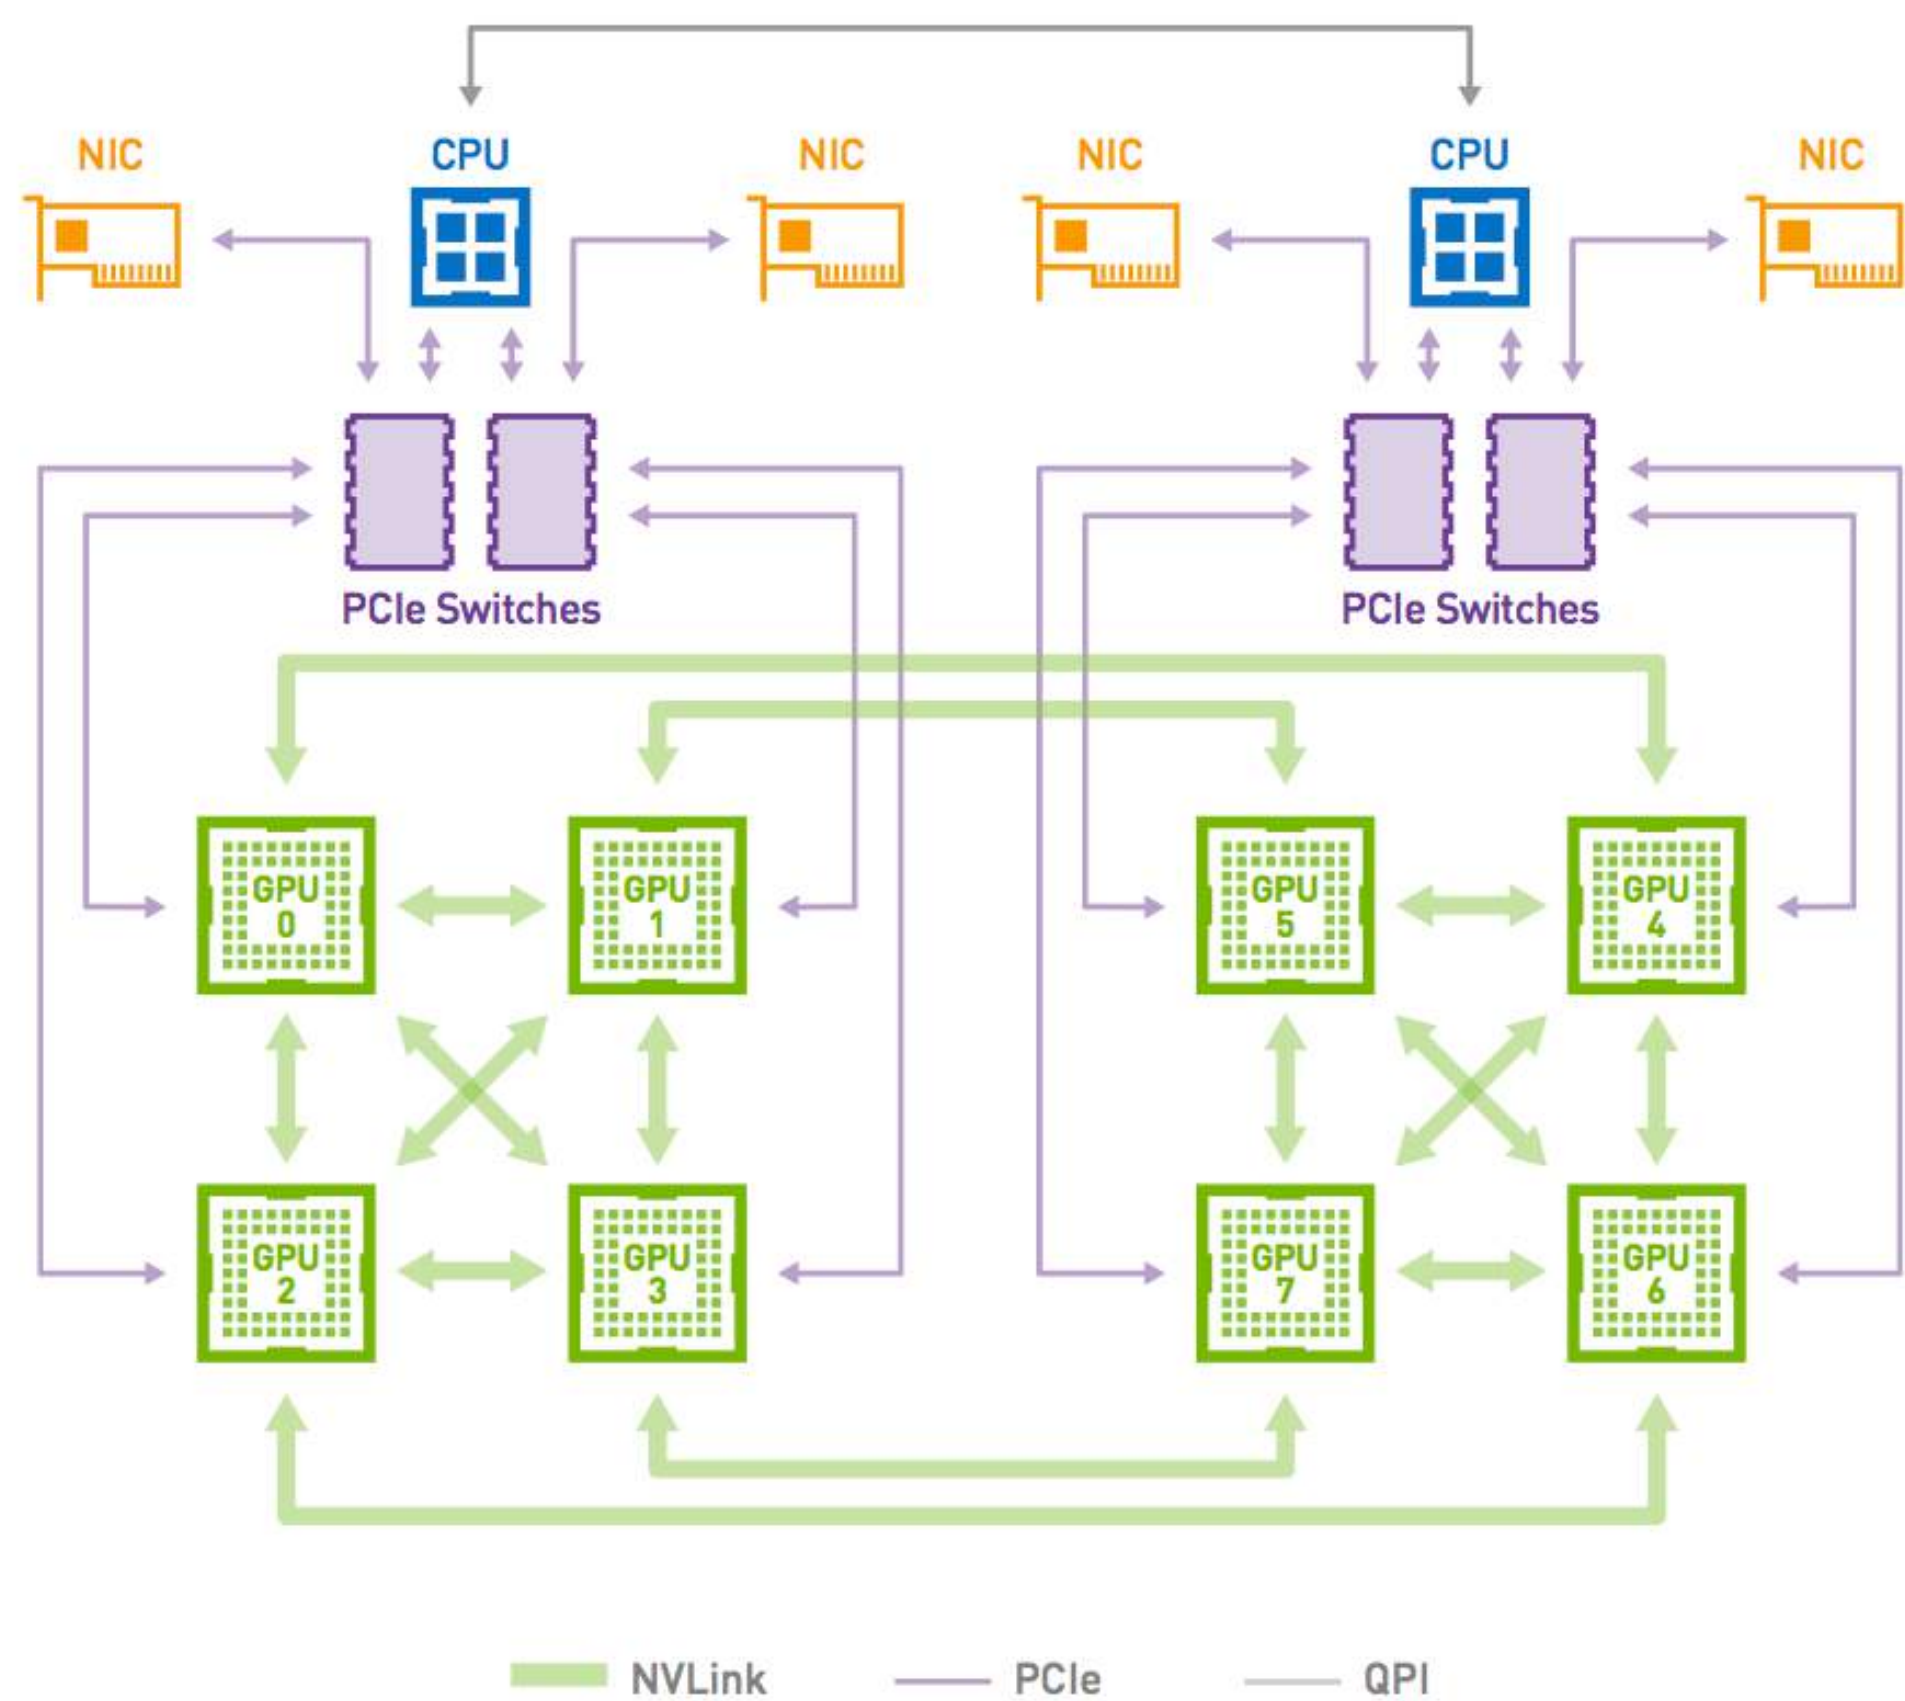 NIC
CPU
NIC
NIC
CPU
NIC
PCIe Switches
PCIe Switches
GPU
0
GPU
1
GPU
5
GPU
4
GPU
2
GPU
3
GPU
7
GPU
6
NVLink
PCIe
QPI